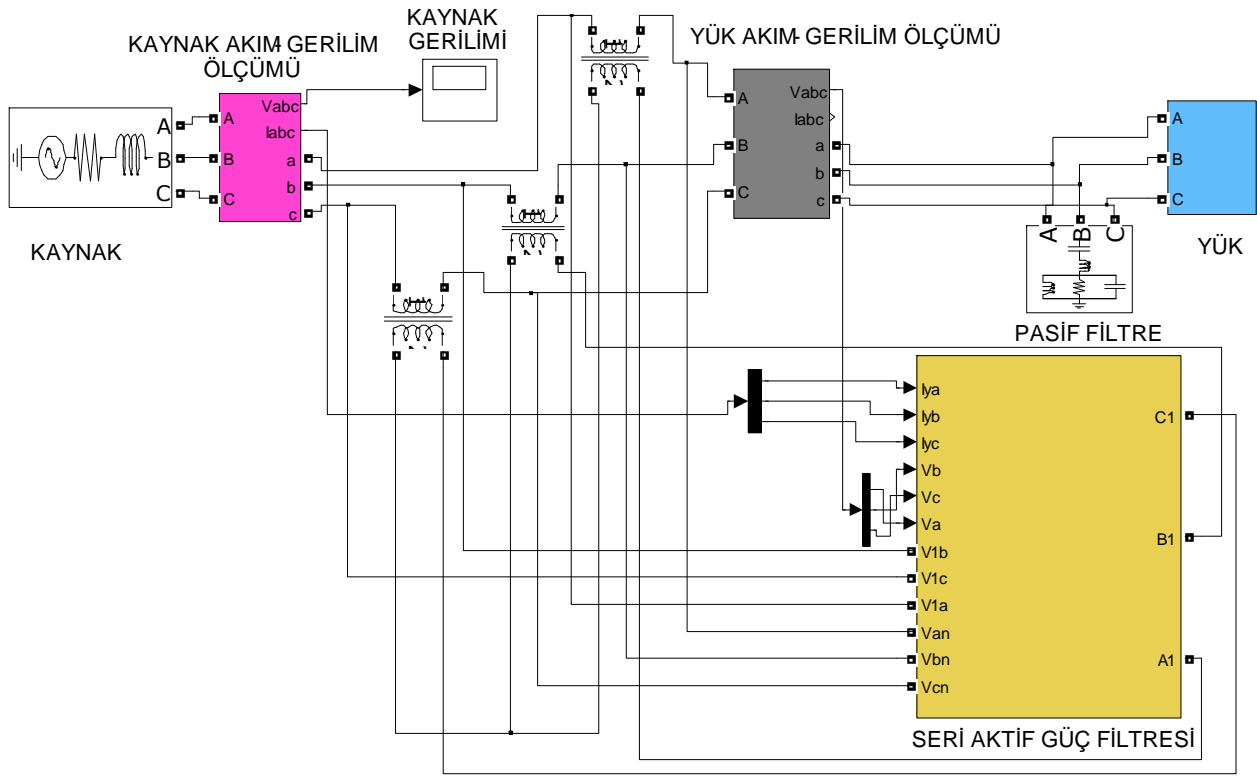 KAYNAK AKIM-GERİLİM
ÖLÇÜMÜ
KAYNAK
GERİLİMİ
YÜK AKIM-GERİLİM ÖLÇÜMÜ
A
B
C
KAYNAK
A
B
C
Vabc
Iabc
a
b
c
A
B
C
Vabc
Iabc
a
b
c
A
B
C
YÜK
A
B
C
PASİF FİLTRE
Iya
Iyb
Iyc
Vb
Vc
Va
V1b
V1c
V1a
Van
Vbn
Vcn
C1
B1
A1
SERİ AKTİF GÜÇ FİLTRESİ